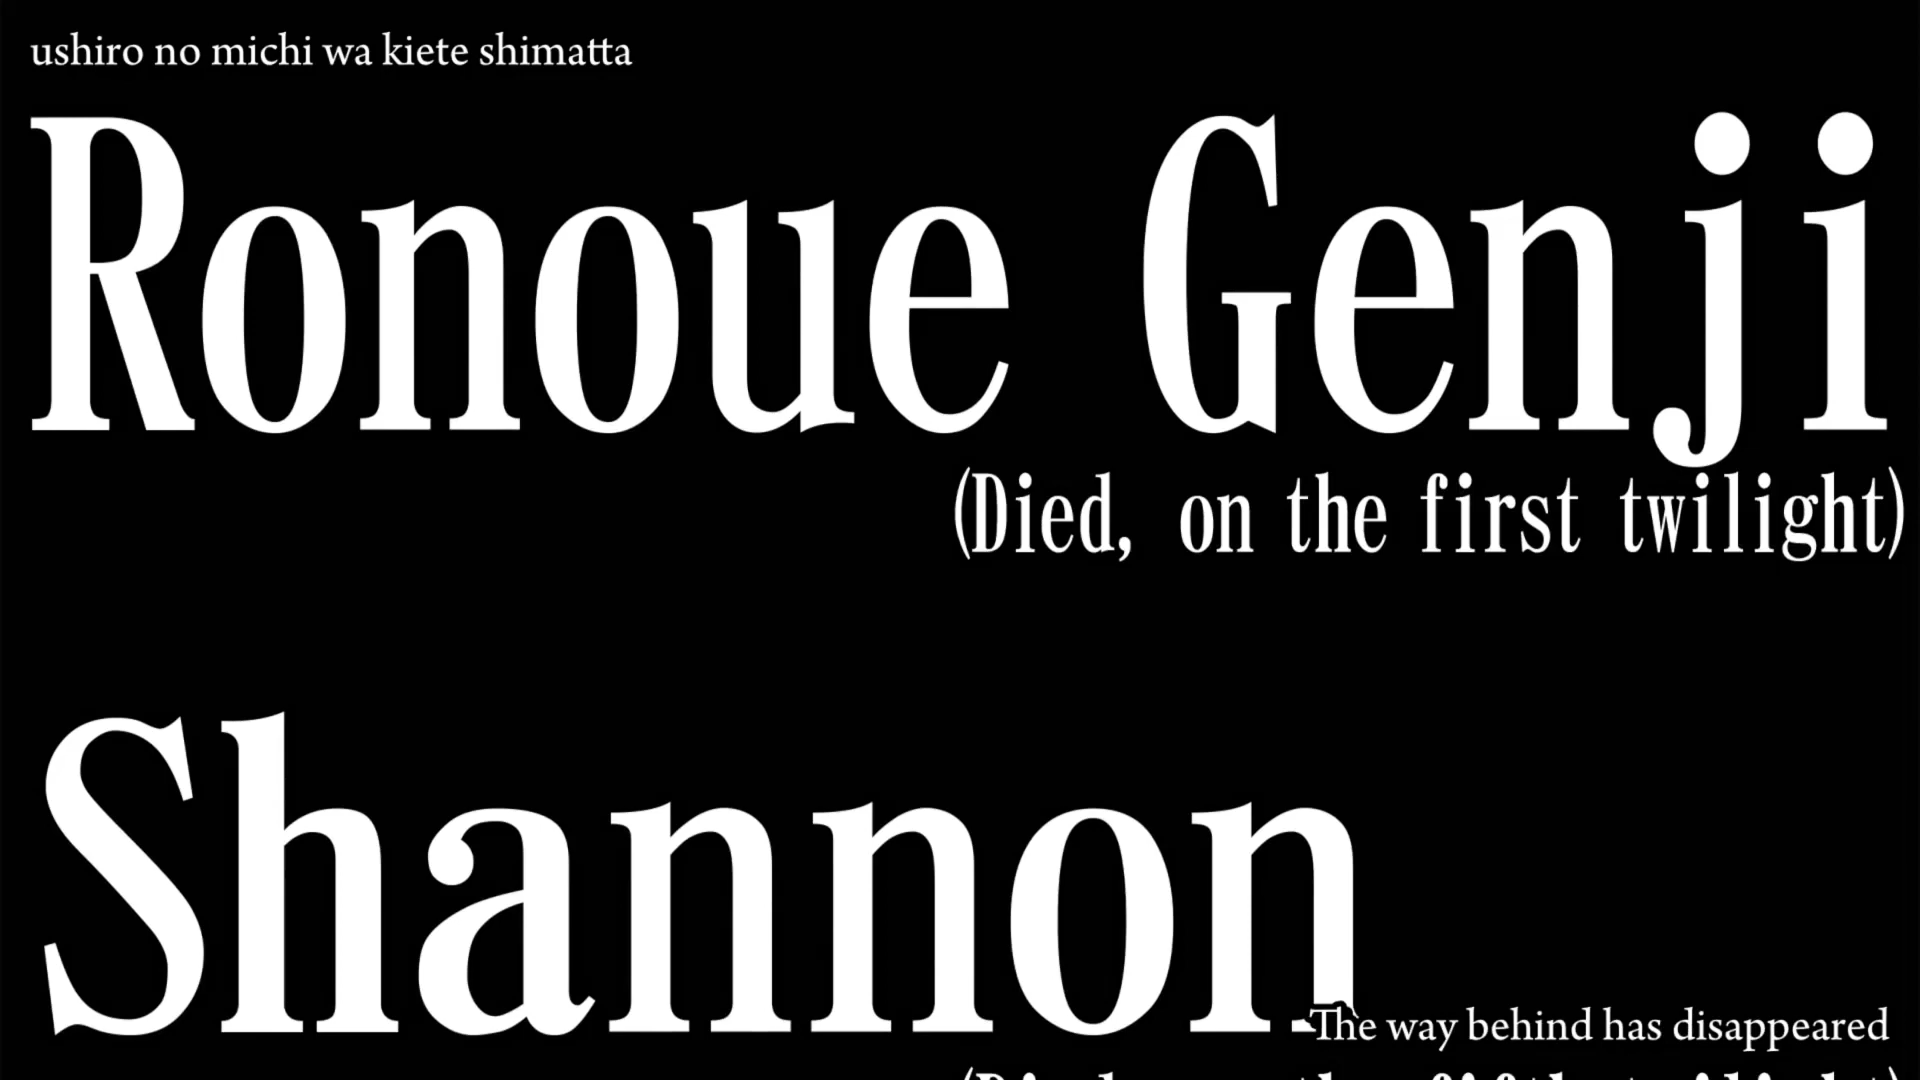 ushiro no michi wa kiete shimatta
Ronoue Genji
(Died, on the first twilight)
Shannon
The way behind has disappeared